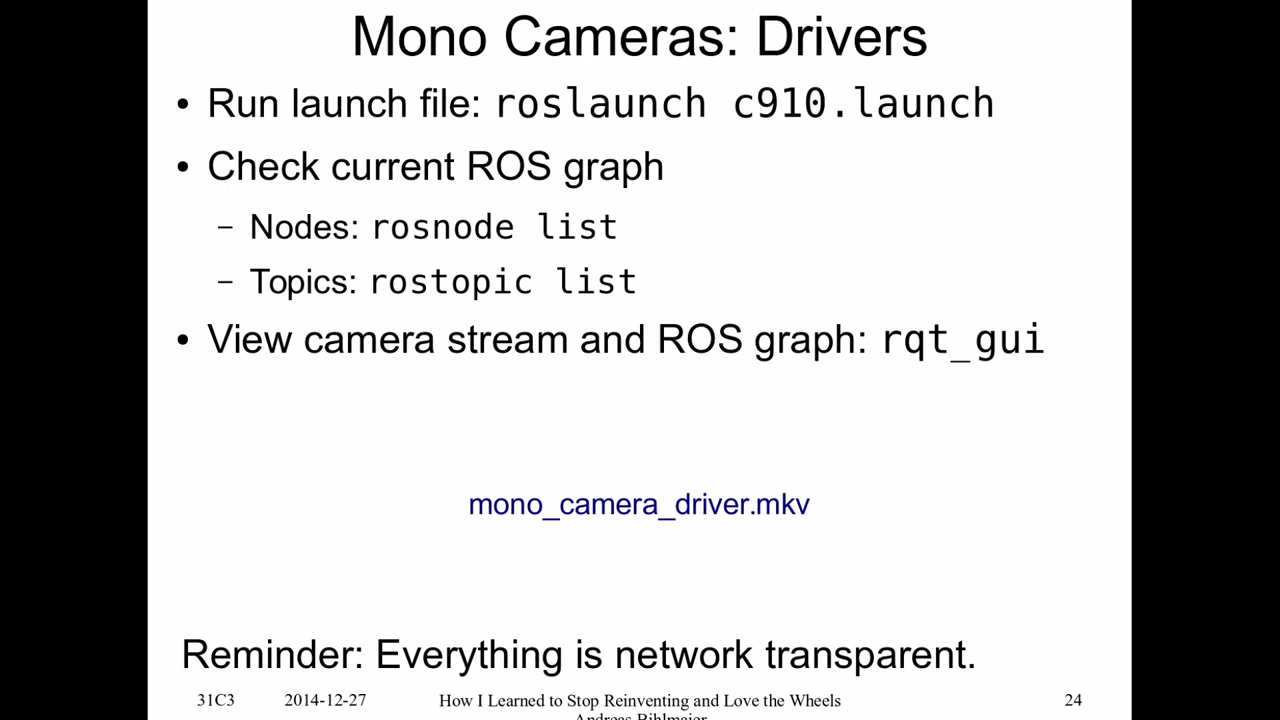 Mono Cameras: Drivers
• Run launch file: roslaunch c910.launch
• Check current ROS graph
– Nodes: rosnode list
– Topics: rostopic list
• View camera stream and ROS graph: rqt_gui
mono_camera_driver.mkv
Reminder: Everything is network transparent.
31C3 2014-12-27 How I Learned to Stop Reinventing and Love the Wheels 24
Andreas Bihlmaier